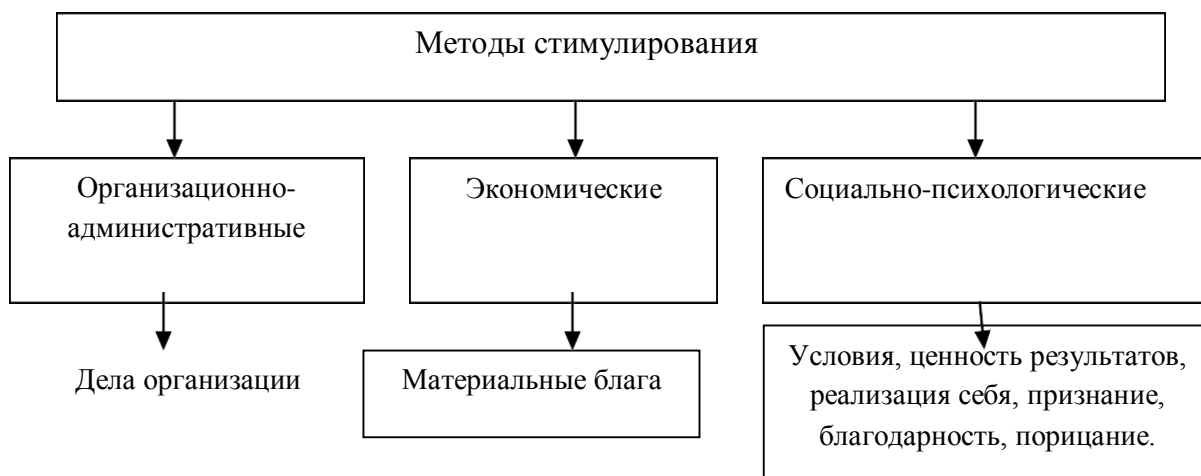 Методы стимулирования
Организационно-
административные
Экономические
Социально-психологические
Дела организации
Материальные блага
Условия, ценность результатов,
реализация себя, признание,
благодарность, порицание.